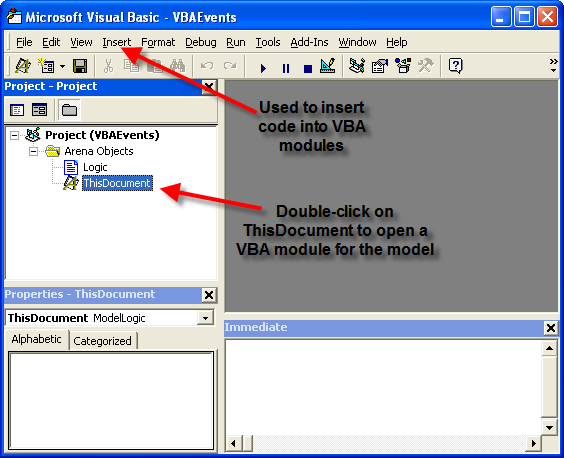 Microsoft Visual Basic - VBAEvents
File Edit View Insert Format Debug Run Tools Add-Ins Window Help
Project - Project
Project (VBAEvents)
Arena Objects
Logic
ThisDocument
Used to insert
code into VBA
modules
Double-click on
ThisDocument to open a
VBA module for the model
Properties - ThisDocument
ThisDocument ModelLogic
Alphabetic Categorized
Immediate